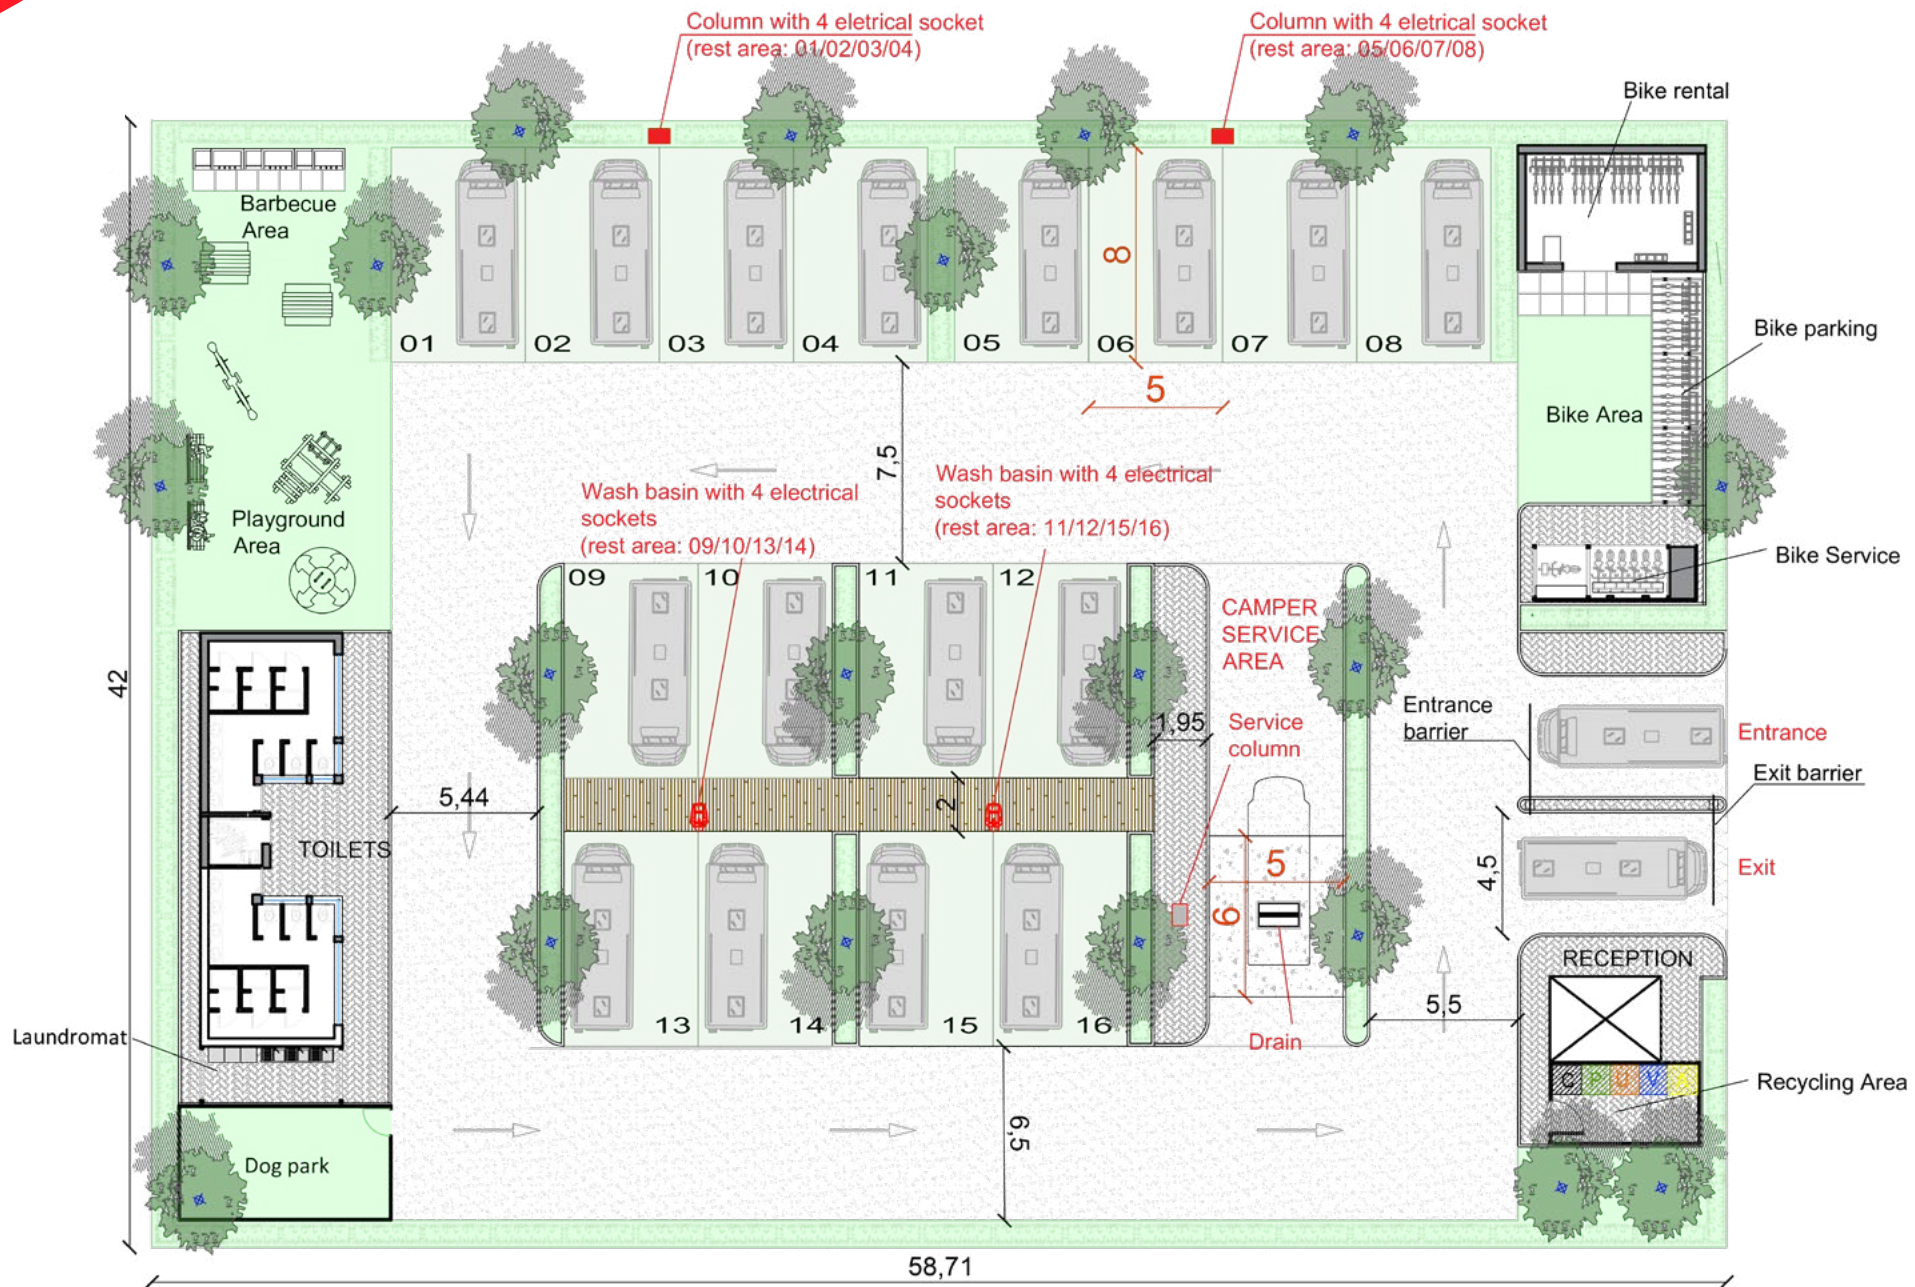 Column with 4 eletrical socket
(rest area: 01/02/03/04)
Column with 4 eletrical socket
(rest area: 05/06/07/08)
Bike rental
Barbecue
Area
01
02
03
04
05
06
07
08
8
5
Bike parking
Bike Area
7,5
Wash basin with 4 electrical
sockets
(rest area: 09/10/13/14)
Wash basin with 4 electrical
sockets
(rest area: 11/12/15/16)
Playground
Area
Bike Service
09
10
11
12
CAMPER
SERVICE
AREA
42
1,95
Service
column
Entrance
barrier
Entrance
Exit barrier
5,44
2
TOILETS
5
6
4,5
Exit
RECEPTION
13
14
15
16
Drain
5,5
Laundromat
C P U V A
Recycling Area
6,5
Dog park
58,71